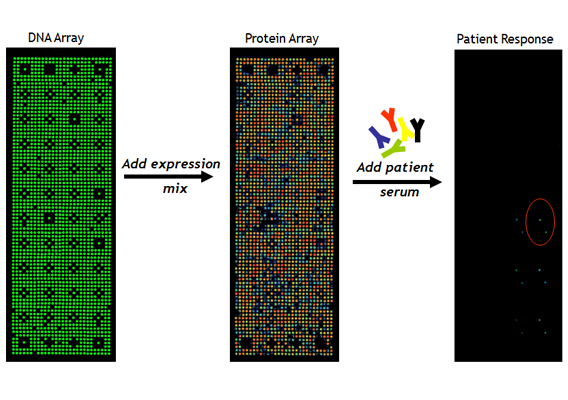 DNA Array
Protein Array
Patient Response
Add expression
mix
Add patient
serum